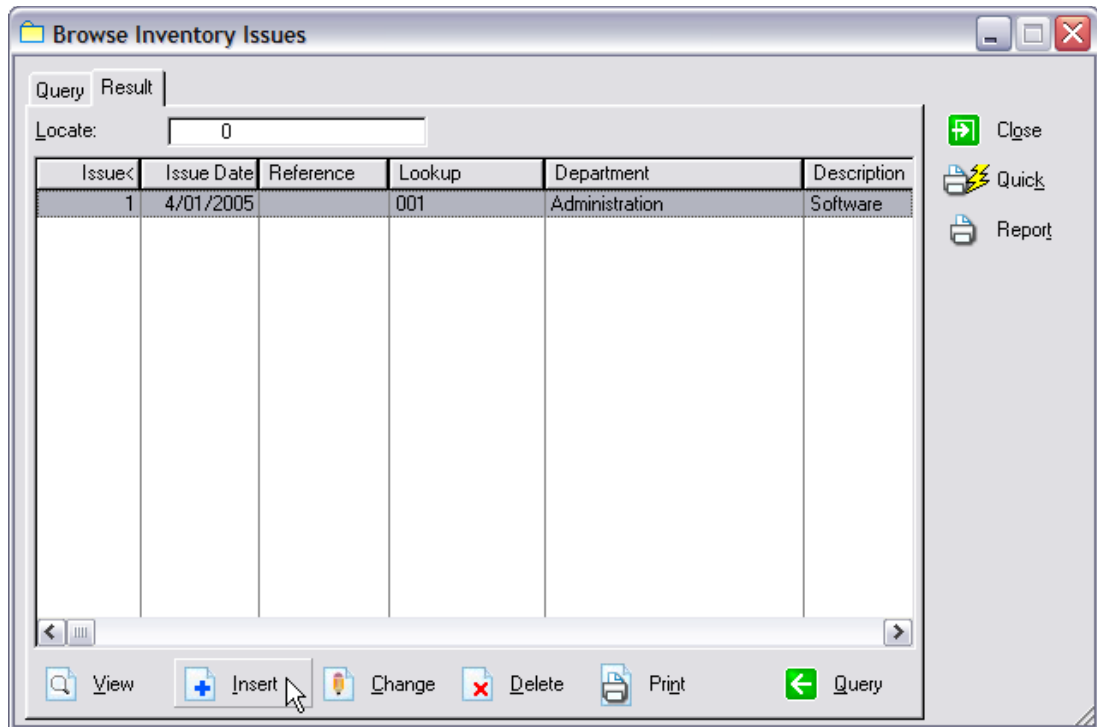 Browse Inventory Issues
Query Result
Locate: 0
Close
Quick
Report
Issue< Issue Date Reference Lookup Department Description
1 4/01/2005 001 Administration Software
View Insert Change Delete Print Query